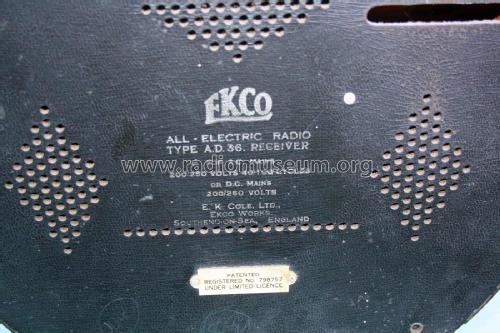 EKCO
ALL - ELECTRIC RADIO
TYPE A.D.36. RECEIVER
www.radiomuseum.org
200/250 VOLTS 40/100 CYCLES
OR D.C. MAINS
200/250 VOLTS
E. K. COLE, LTD.,
EKCO WORKS,
SOUTHEND-ON-SEA, ENGLAND
PATENTED
REGISTERED NO. 798757
UNDER LIMITED LICENCE